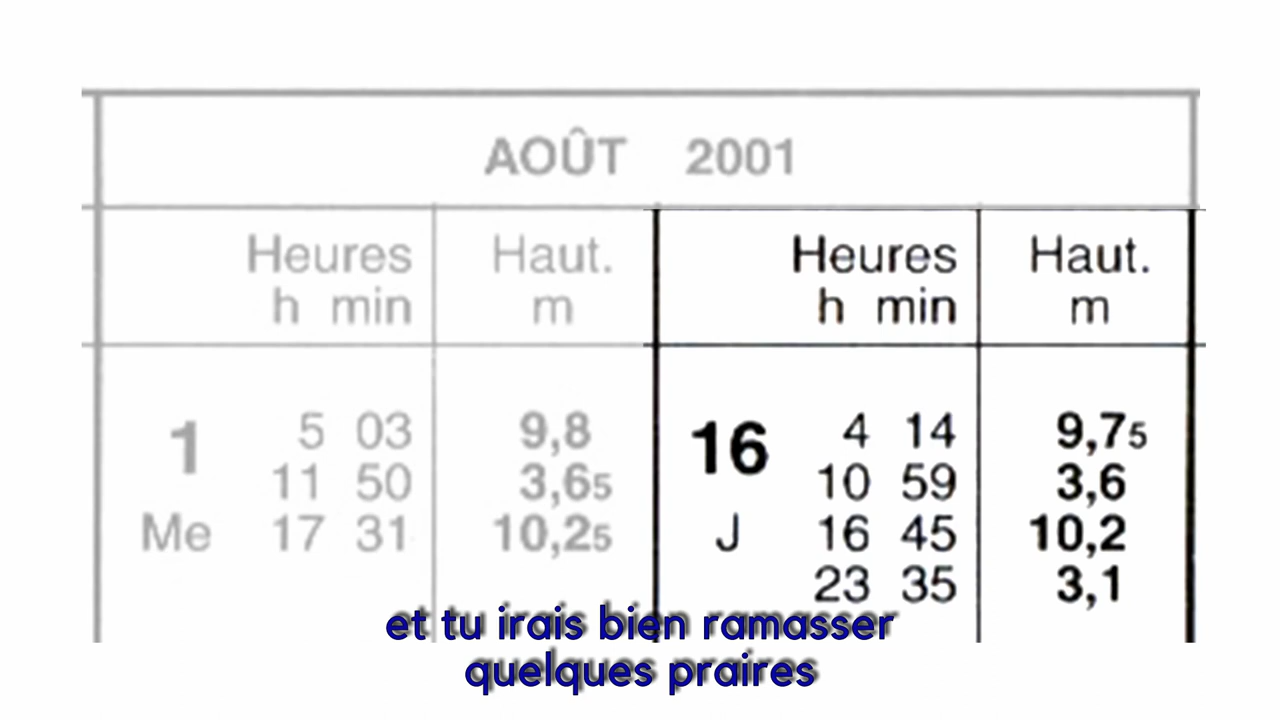 AOÛT 2001
Heures Haut. Heures Haut.
h min m h min m
1 5 03 9,8 16 4 14 9,75
11 50 3,65 10 59 3,6
Me 17 31 10,25 J 16 45 10,2
23 35 3,1
et tu irais bien ramasser
quelques praires